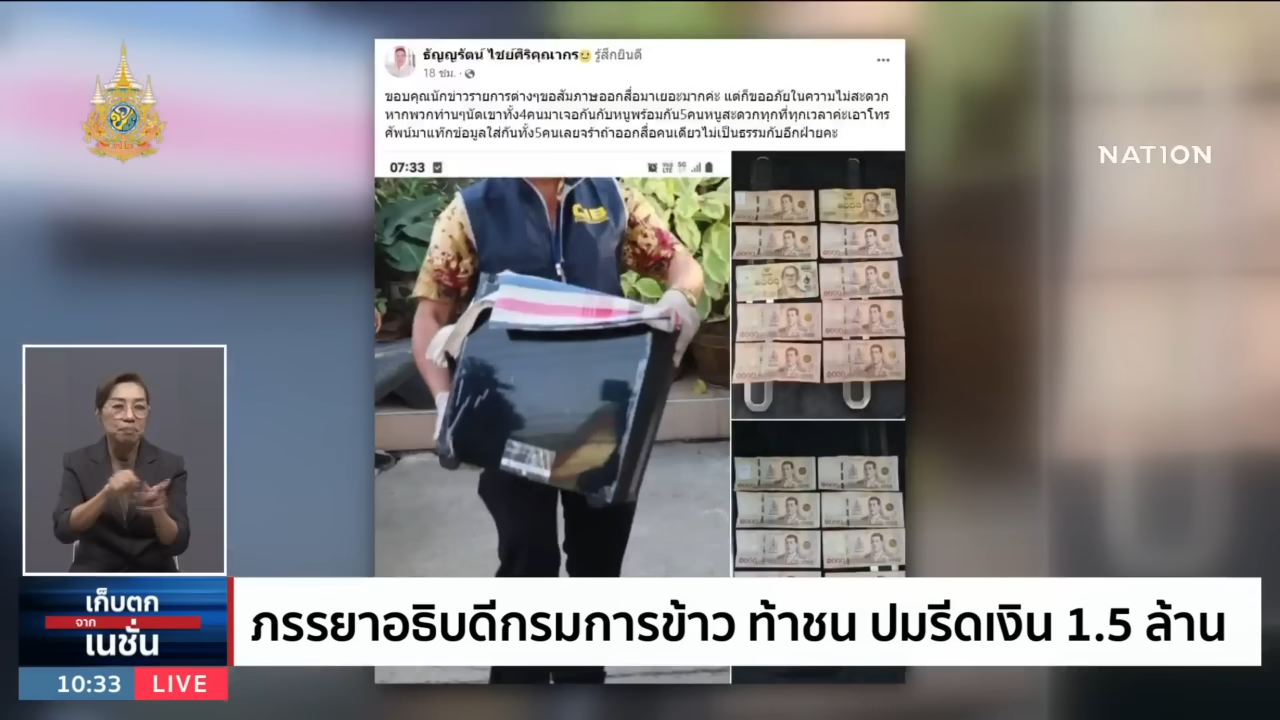 ธัญญรัตน์ ไชย์ศิริคุณากร รู้สึกยินดี
18 ชม.
ขอบคุณนักข่าวรายการต่างๆขอสัมภาษออกสื่อมาเยอะมากค่ะ แต่ก็ขออภัยในความไม่สะดวก
หากพวกท่านๆนัดเขาทั้ง4คนมาเจอกันกับหนูพร้อมกัน5คนหนูสะดวกทุกที่ทุกเวลาค่ะเอาโทร
ศัพน์มาแท๊กข้อมูลใส่กันทั้ง5คนเลยจร้าถ่าออกสื่อคนเดียวไม่เป็นธรรมกับอีกฝ่ายคะ
07:33
5G
LTE
NATION
เก็บตก
จาก
เนชั่น
ภรรยาอธิบดีกรมการข้าว ท้าชน ปมรีดเงิน 1.5 ล้าน
10:33 LIVE